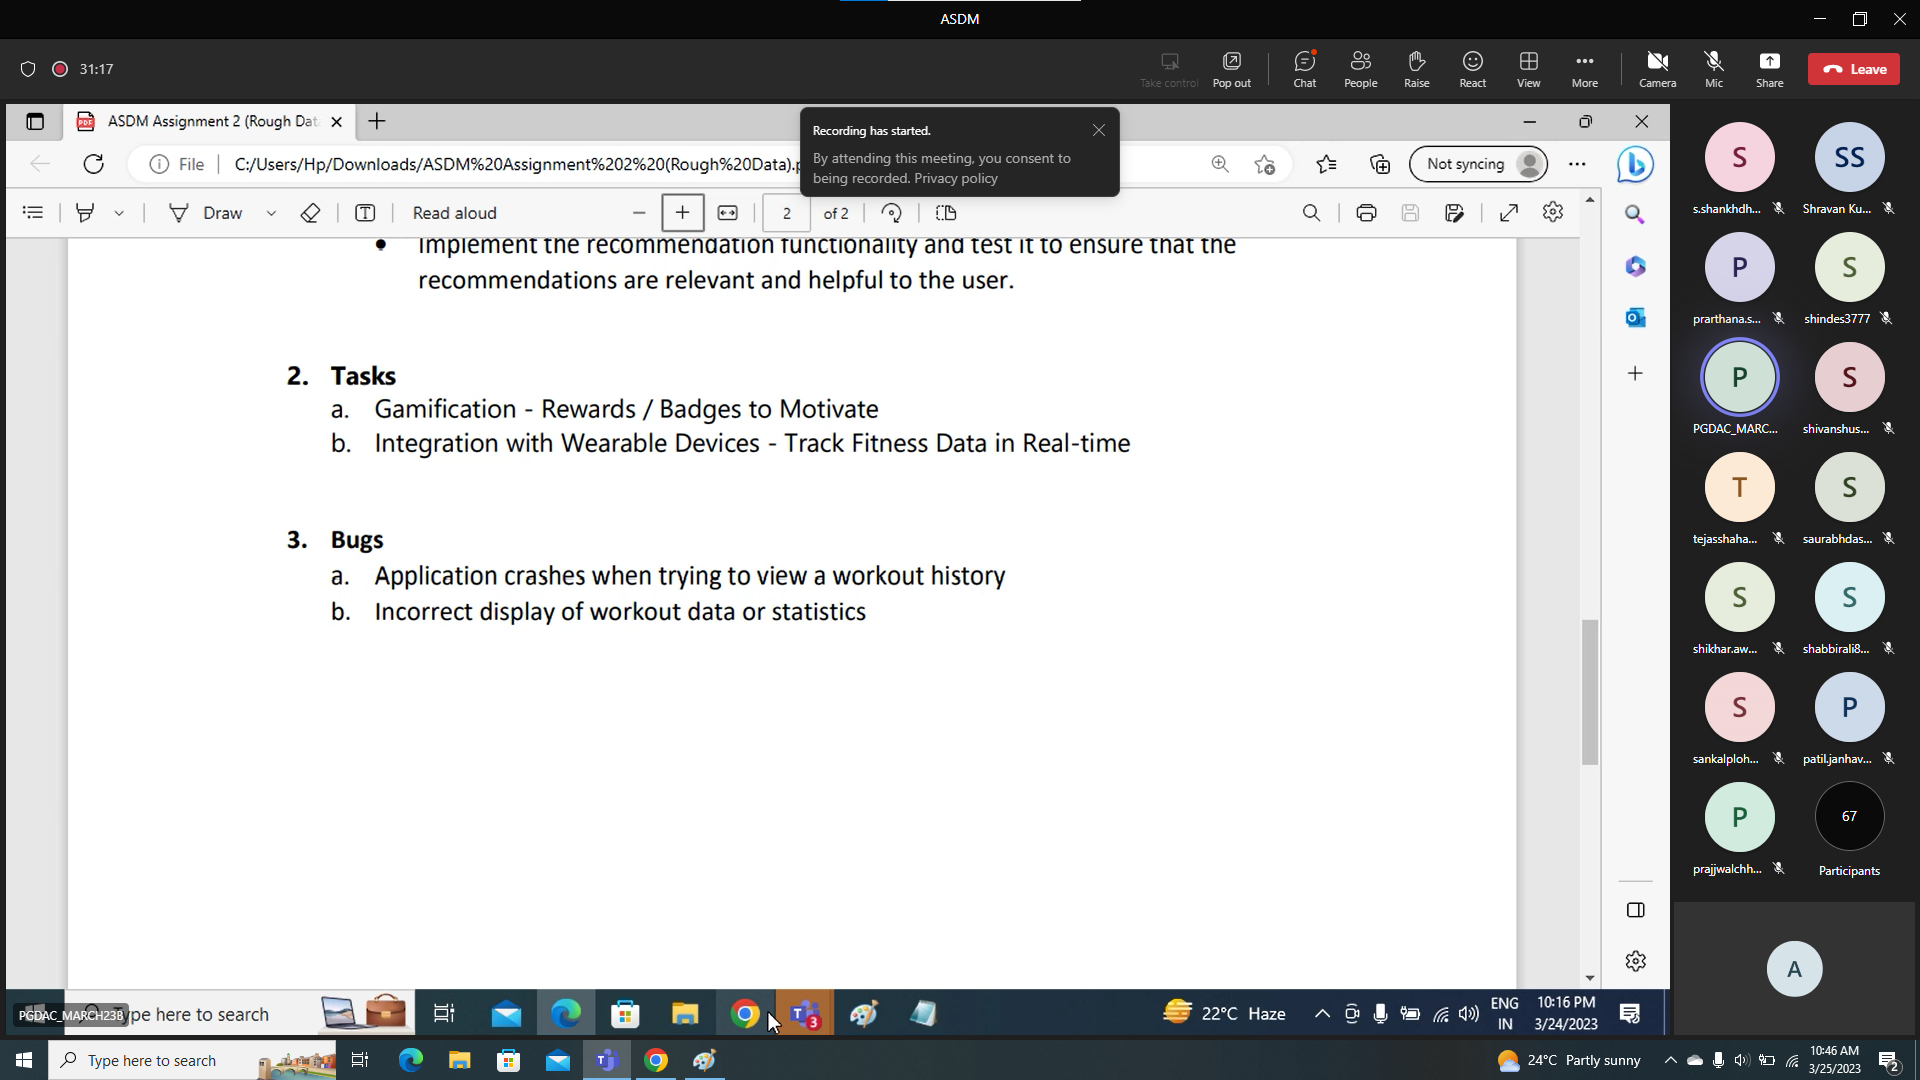 ASDM
31:17
Take control
Pop out
Chat
People
Raise
React
View
More
Camera
Mic
Share
Leave
ASDM Assignment 2 (Rough Dat
Recording has started.
By attending this meeting, you consent to
being recorded. Privacy policy
File
C:/Users/Hp/Downloads/ASDM%20Assignment%202%20(Rough%20Data).p
Not syncing
Draw
Read aloud
2 of 2
• Implement the recommendation functionality and test it to ensure that the
recommendations are relevant and helpful to the user.
2. Tasks
a. Gamification - Rewards / Badges to Motivate
b. Integration with Wearable Devices - Track Fitness Data in Real-time
3. Bugs
a. Application crashes when trying to view a workout history
b. Incorrect display of workout data or statistics
S
SS
s.shankhdh...
Shravan Ku...
P
S
prarthana.s...
shindes3777
P
S
PGDAC_MARC...
shivanshus...
T
S
tejasshaha...
saurabhdas...
S
S
shikhar.aw...
shabbirali8...
S
P
sankalploh...
patil.janhav...
P
67
prajjwalchh...
Participants
A
PGDAC_MARCH23B
Type here to search
3
22°C Haze
ENG
IN
10:16 PM
3/24/2023
Type here to search
24°C Partly sunny
10:46 AM
3/25/2023
2